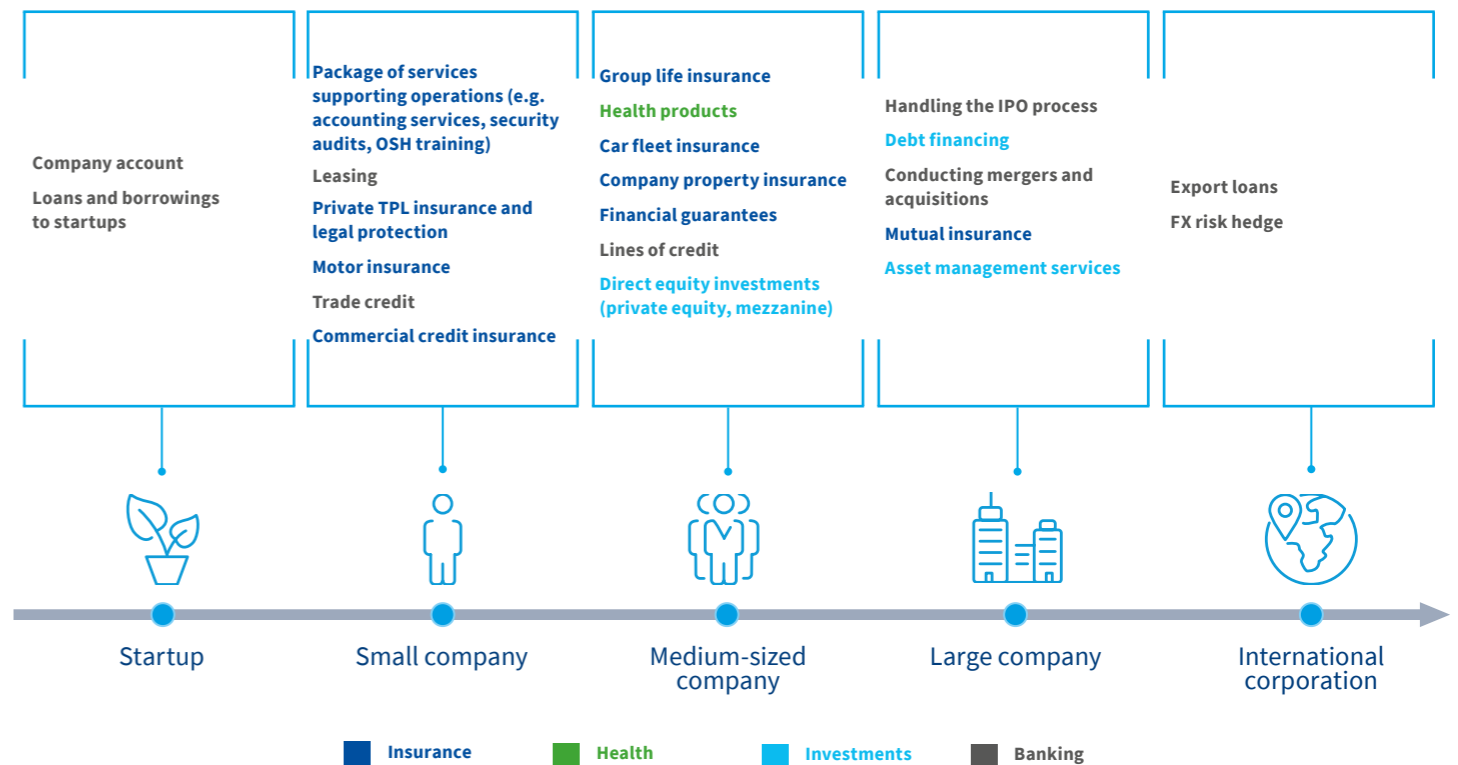 Company account
Loans and borrowings
to startups
Package of services
supporting operations (e.g.
accounting services, security
audits, OSH training)
Leasing
Private TPL insurance and
legal protection
Motor insurance
Trade credit
Commercial credit insurance
Group life insurance
Health products
Car fleet insurance
Company property insurance
Financial guarantees
Lines of credit
Direct equity investments
(private equity, mezzanine)
Handling the IPO process
Debt financing
Conducting mergers and
acquisitions
Mutual insurance
Asset management services
Export loans
FX risk hedge
Startup
Small company
Medium-sized
company
Large company
International
corporation
Insurance
Health
Investments
Banking